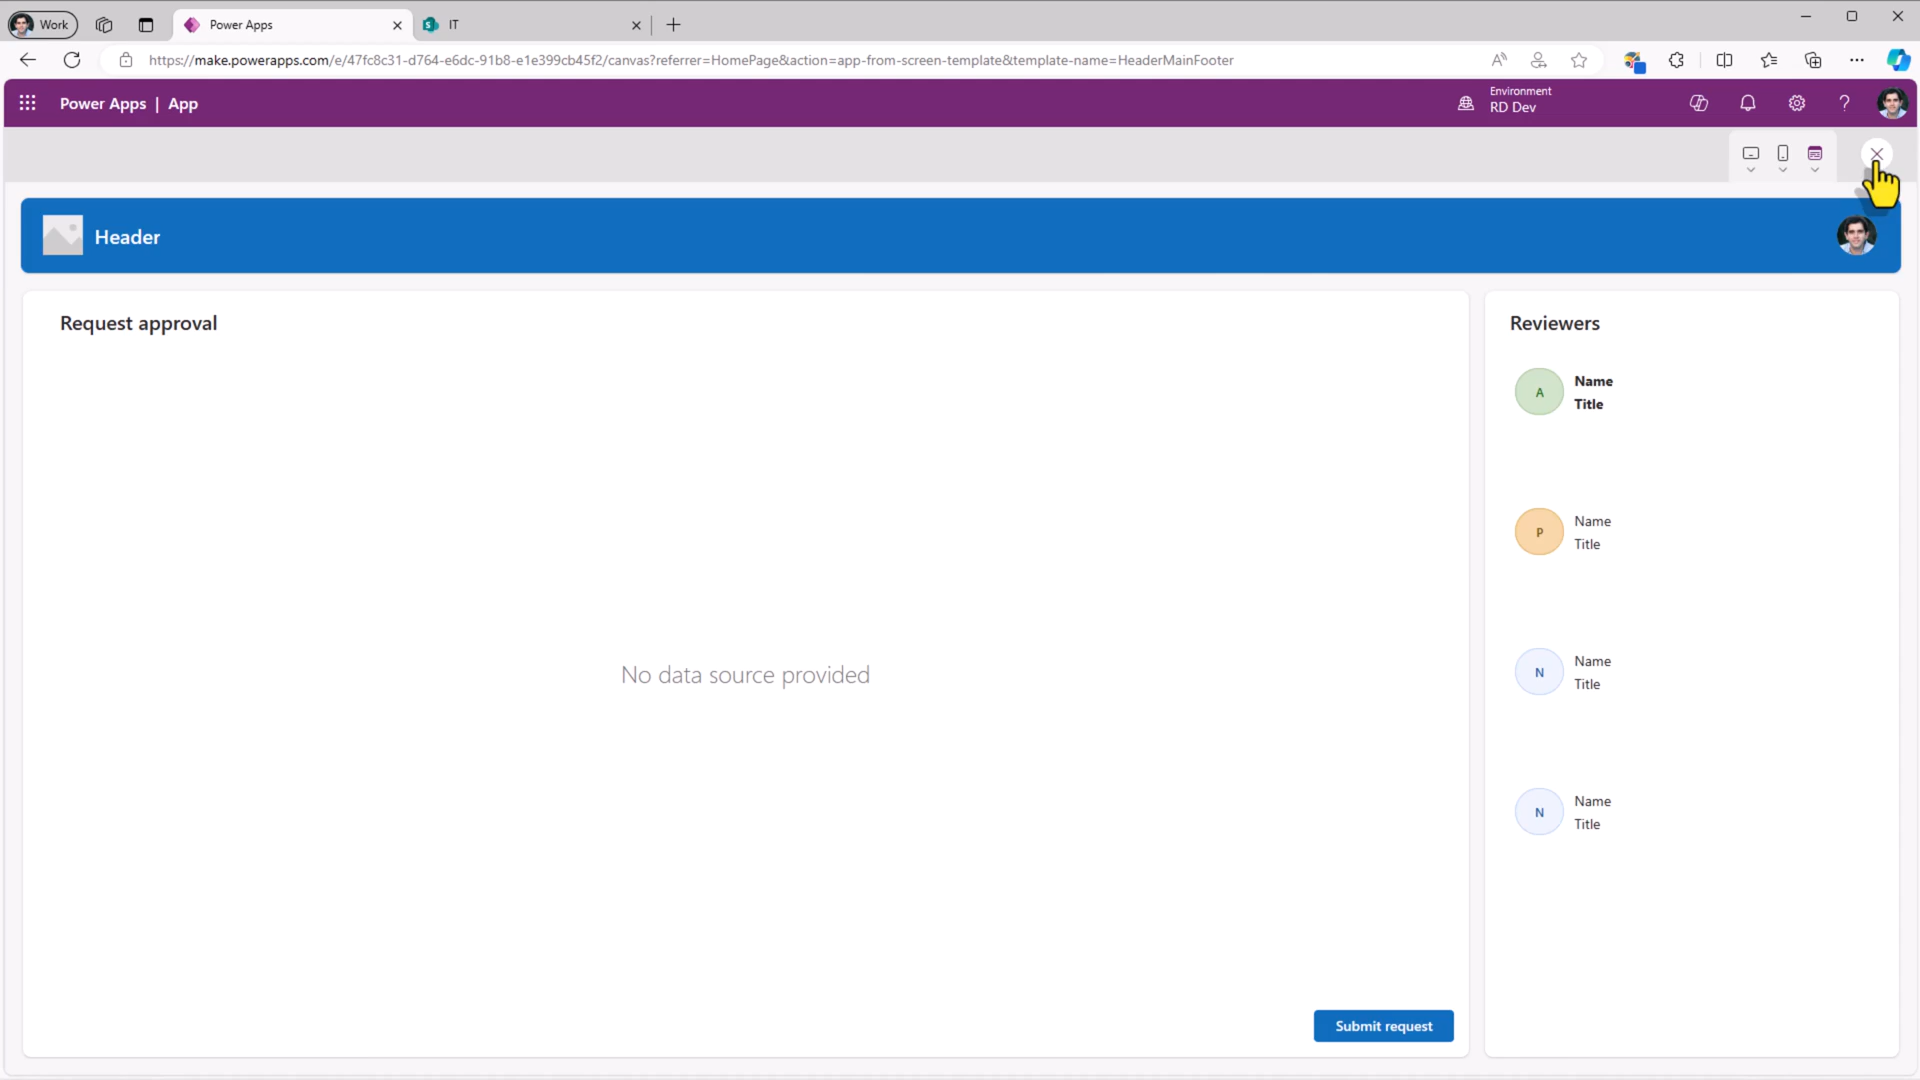 Work
Power Apps
IT
https://make.powerapps.com/e/47fc8c31-d764-e6dc-91b8-e1e399cb45f2/canvas?referrer=HomePage&action=app-from-screen-template&template-name=HeaderMainFooter
Power Apps | App
Environment
RD Dev
Header
Request approval
No data source provided
Submit request
Reviewers
A
Name
Title
P
Name
Title
N
Name
Title
N
Name
Title